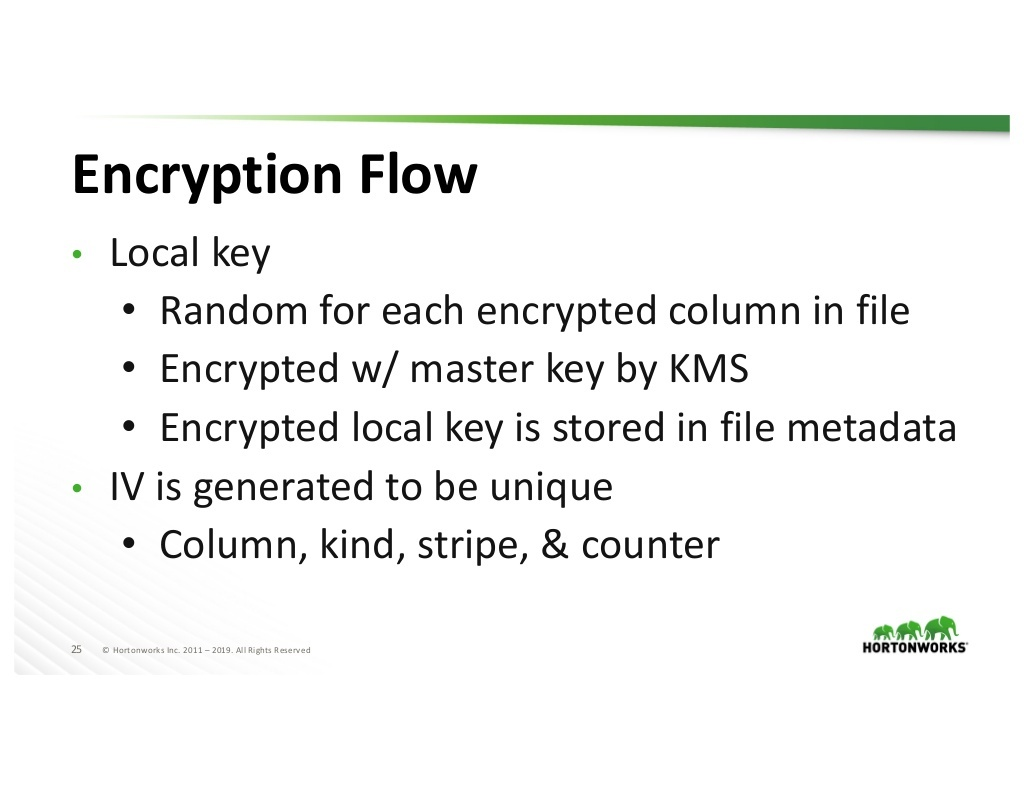 Encryption Flow
• Local key
• Random for each encrypted column in file
• Encrypted w/ master key by KMS
• Encrypted local key is stored in file metadata
• IV is generated to be unique
• Column, kind, stripe, & counter
25 © Hortonworks Inc. 2011 – 2019. All Rights Reserved
HORTONWORKS